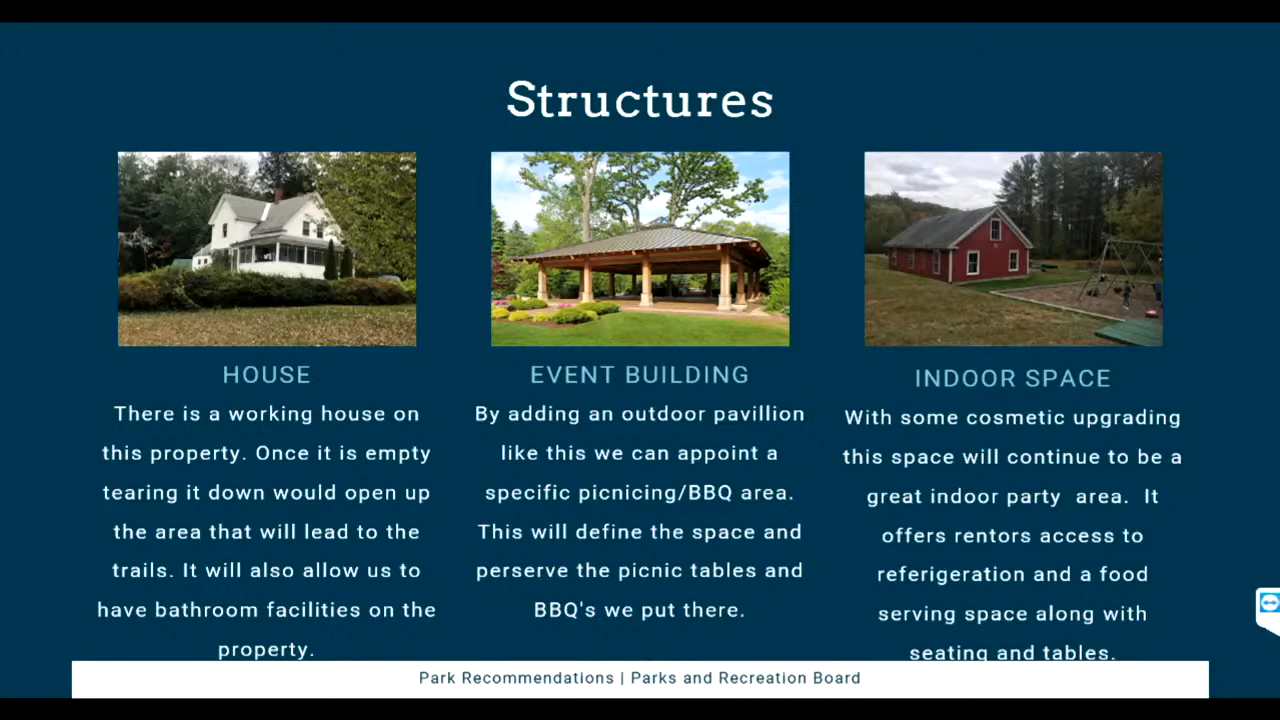 Structures
HOUSE
There is a working house on
this property. Once it is empty
tearing it down would open up
the area that will lead to the
trails. It will also allow us to
have bathroom facilities on the
property.
EVENT BUILDING
By adding an outdoor pavillion
like this we can appoint a
specific picnicing/BBQ area.
This will define the space and
perserve the picnic tables and
BBQ's we put there.
INDOOR SPACE
With some cosmetic upgrading
this space will continue to be a
great indoor party area. It
offers rentors access to
referigeration and a food
serving space along with
seating and tables.
Park Recommendations | Parks and Recreation Board